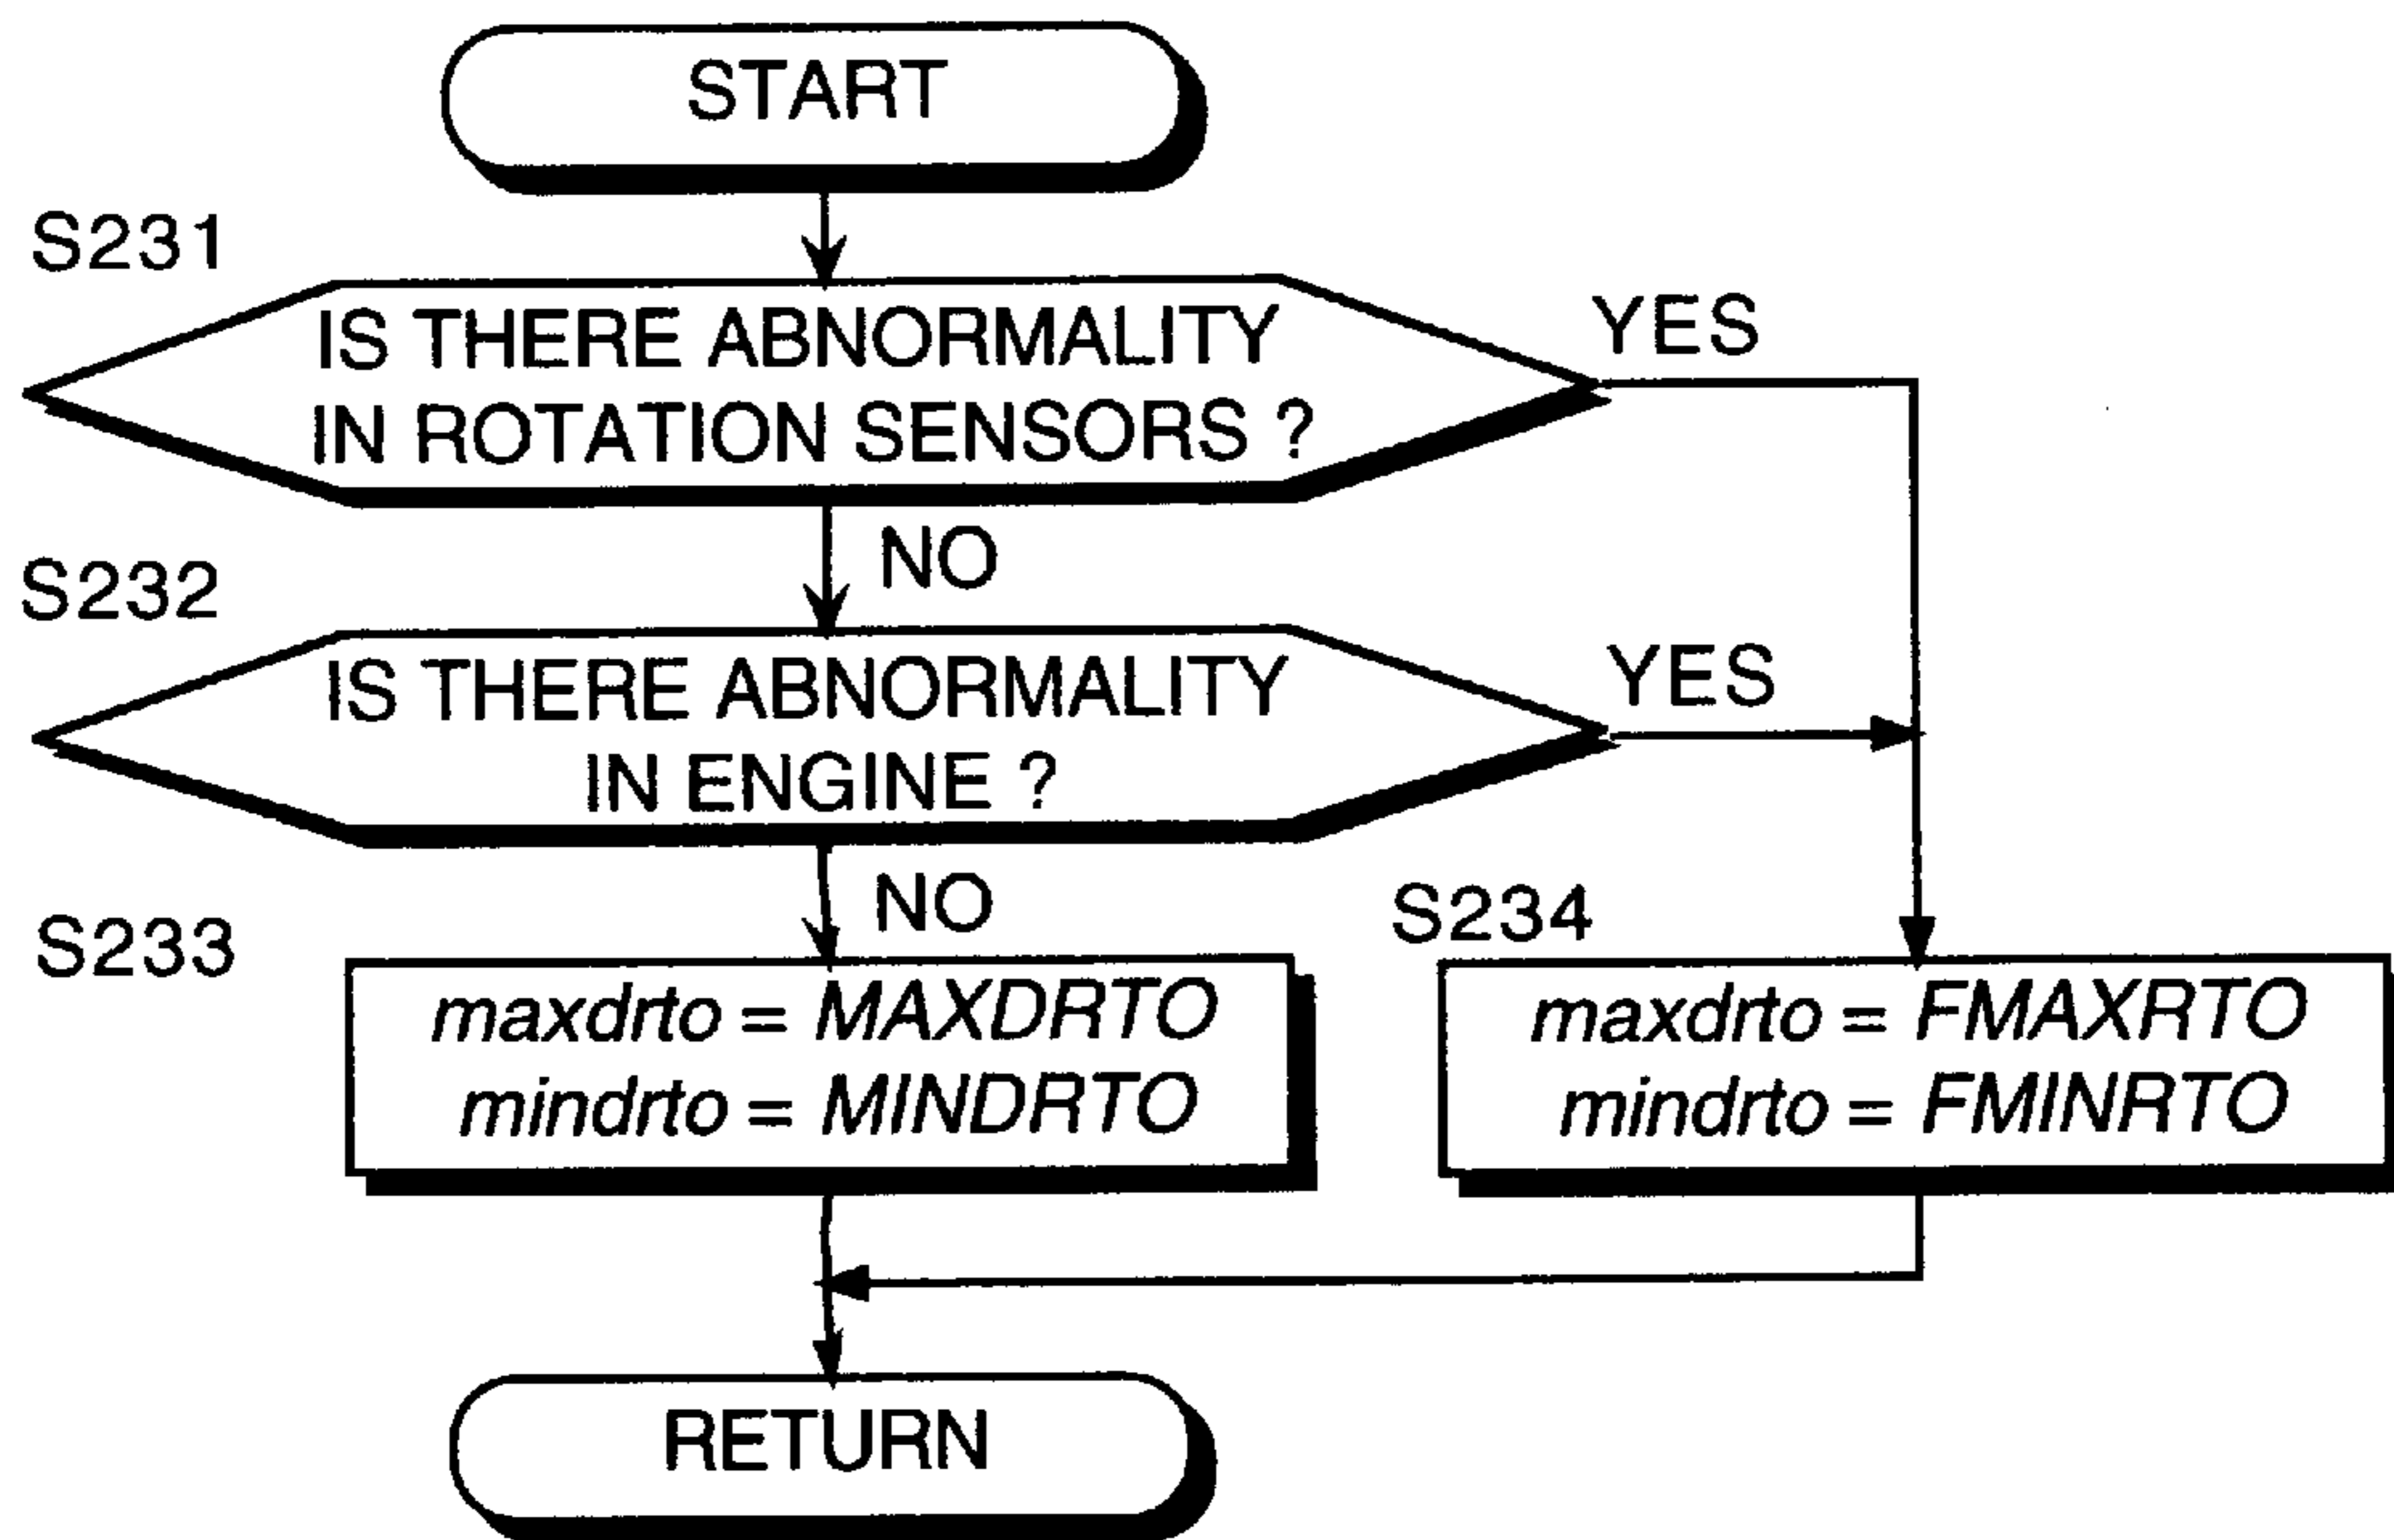 START
S231
IS THERE ABNORMALITY
IN ROTATION SENSORS ?
YES
NO
S232
IS THERE ABNORMALITY
IN ENGINE ?
YES
NO
S233
maxdrto = MAXDRTO
mindrto = MINDRTO
S234
maxdrto = FMAXRTO
mindrto = FMINRTO
RETURN